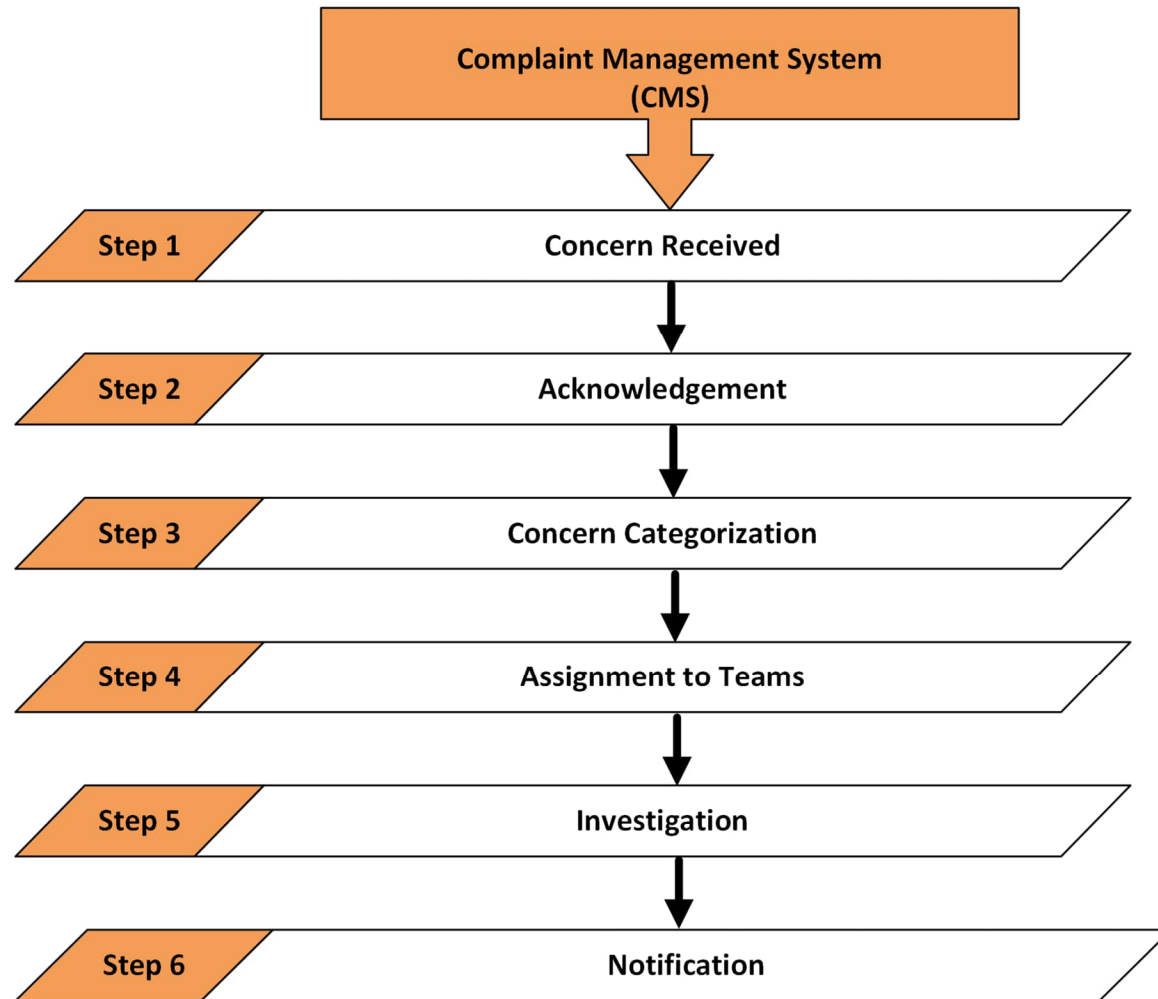 Complaint Management System
(CMS)
Step 1
Concern Received
Step 2
Acknowledgement
Step 3
Concern Categorization
Step 4
Assignment to Teams
Step 5
Investigation
Step 6
Notification